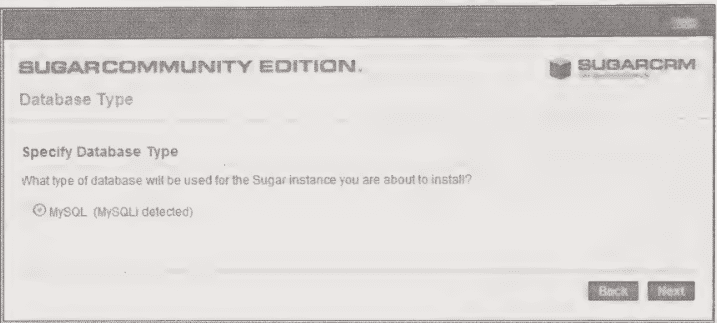 SUGARCOMMUNITY EDITION.
SUGARCRM
Database Type
Specify Database Type
What type of database will be used for the Sugar instance you are about to install?
MySQL (MySQLi detected)
Back Next